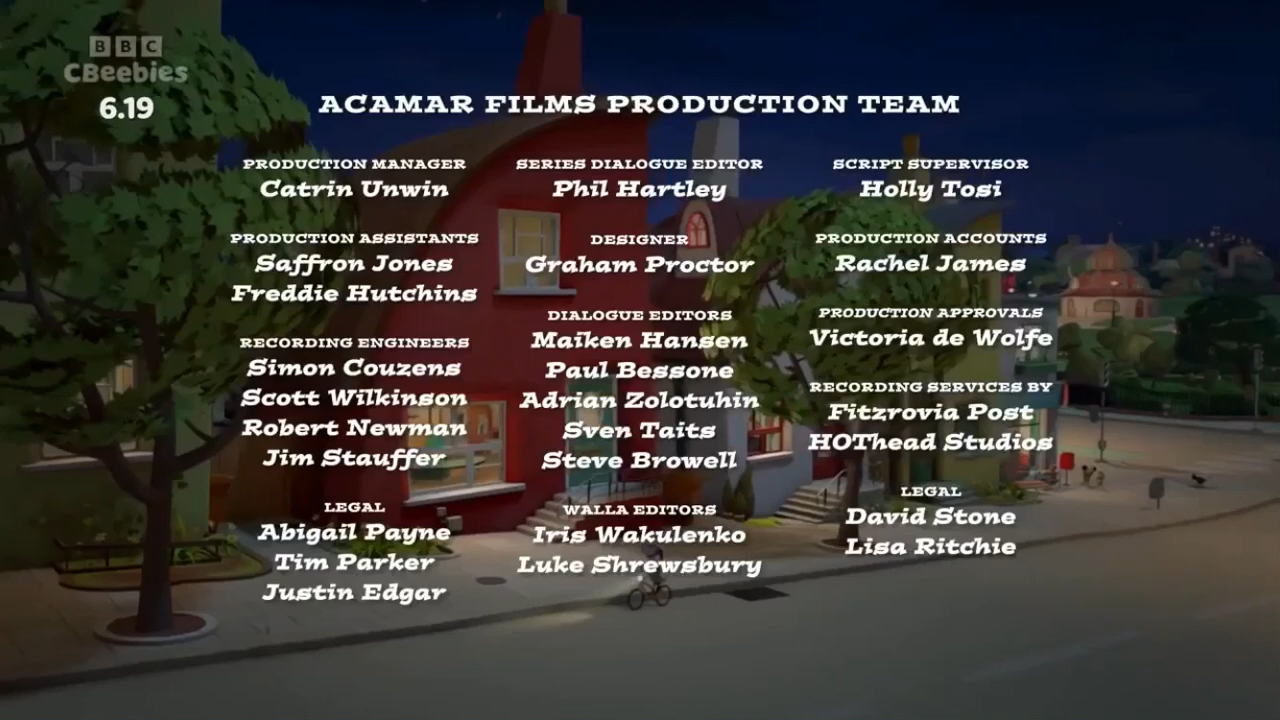 BBC
CBeebies
6.19
ACAMAR FILMS PRODUCTION TEAM
PRODUCTION MANAGER
Catrin Unwin
PRODUCTION ASSISTANTS
Saffron Jones
Freddie Hutchins
RECORDING ENGINEERS
Simon Couzens
Scott Wilkinson
Robert Newman
Jim Stauffer
LEGAL
Abigail Payne
Tim Parker
Justin Edgar
SERIES DIALOGUE EDITOR
Phil Hartley
DESIGNER
Graham Proctor
DIALOGUE EDITORS
Maiken Hansen
Paul Bessone
Adrian Zolotuhin
Sven Taits
Steve Browell
WALLA EDITORS
Iris Wakulenko
Luke Shrewsbury
SCRIPT SUPERVISOR
Holly Tosi
PRODUCTION ACCOUNTS
Rachel James
PRODUCTION APPROVALS
Victoria de Wolfe
RECORDING SERVICES BY
Fitzrovia Post
HOThead Studios
LEGAL
David Stone
Lisa Ritchie